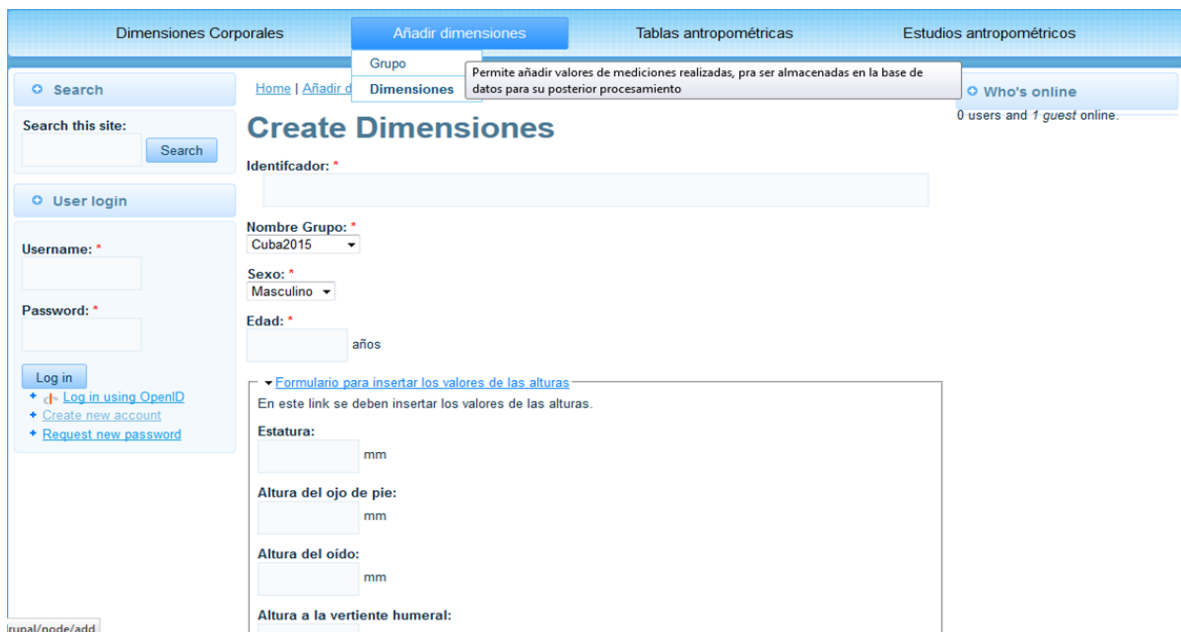 Dimensiones Corporales
Añadir dimensiones
Tablas antropométricas
Estudios antropométricos
Grupo
Dimensiones
Permite añadir valores de mediciones realizadas, pra ser almacenadas en la base de
datos para su posterior procesamiento
Search
Search this site:
Search
User login
Username: *
Password: *
Log in
Log in using OpenID
Create new account
Request new password
Home | Añadir d
Create Dimensiones
Identifcador: *
Nombre Grupo: *
Cuba2015
Sexo: *
Masculino
Edad: *
años
Formulario para insertar los valores de las alturas
En este link se deben insertar los valores de las alturas.
Estatura:
mm
Altura del ojo de pie:
mm
Altura del oído:
mm
Altura a la vertiente humeral:
Who's online
0 users and 1 guest online.
rupal/node/add